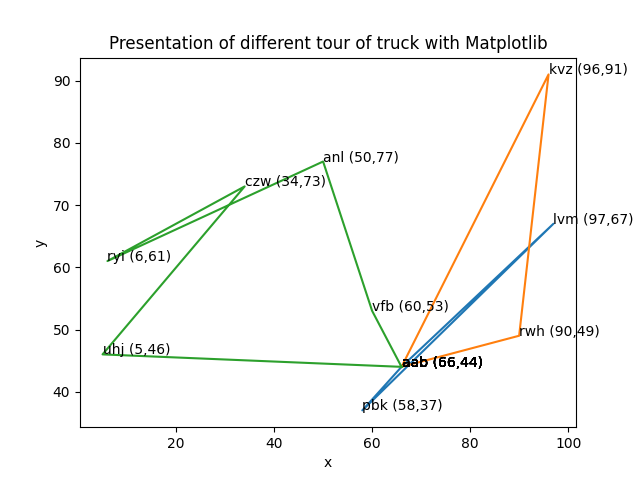 Presentation of different tour of truck with Matplotlib
y
90
80
70
60
50
40
kvz (96,91)
anl (50,77)
czw (34,73)
lvm (97,67)
ryi (6,61)
vfb (60,53)
rwh (90,49)
uhj (5,46)
aab (66,44)
pbk (58,37)
20
40
60
80
100
x